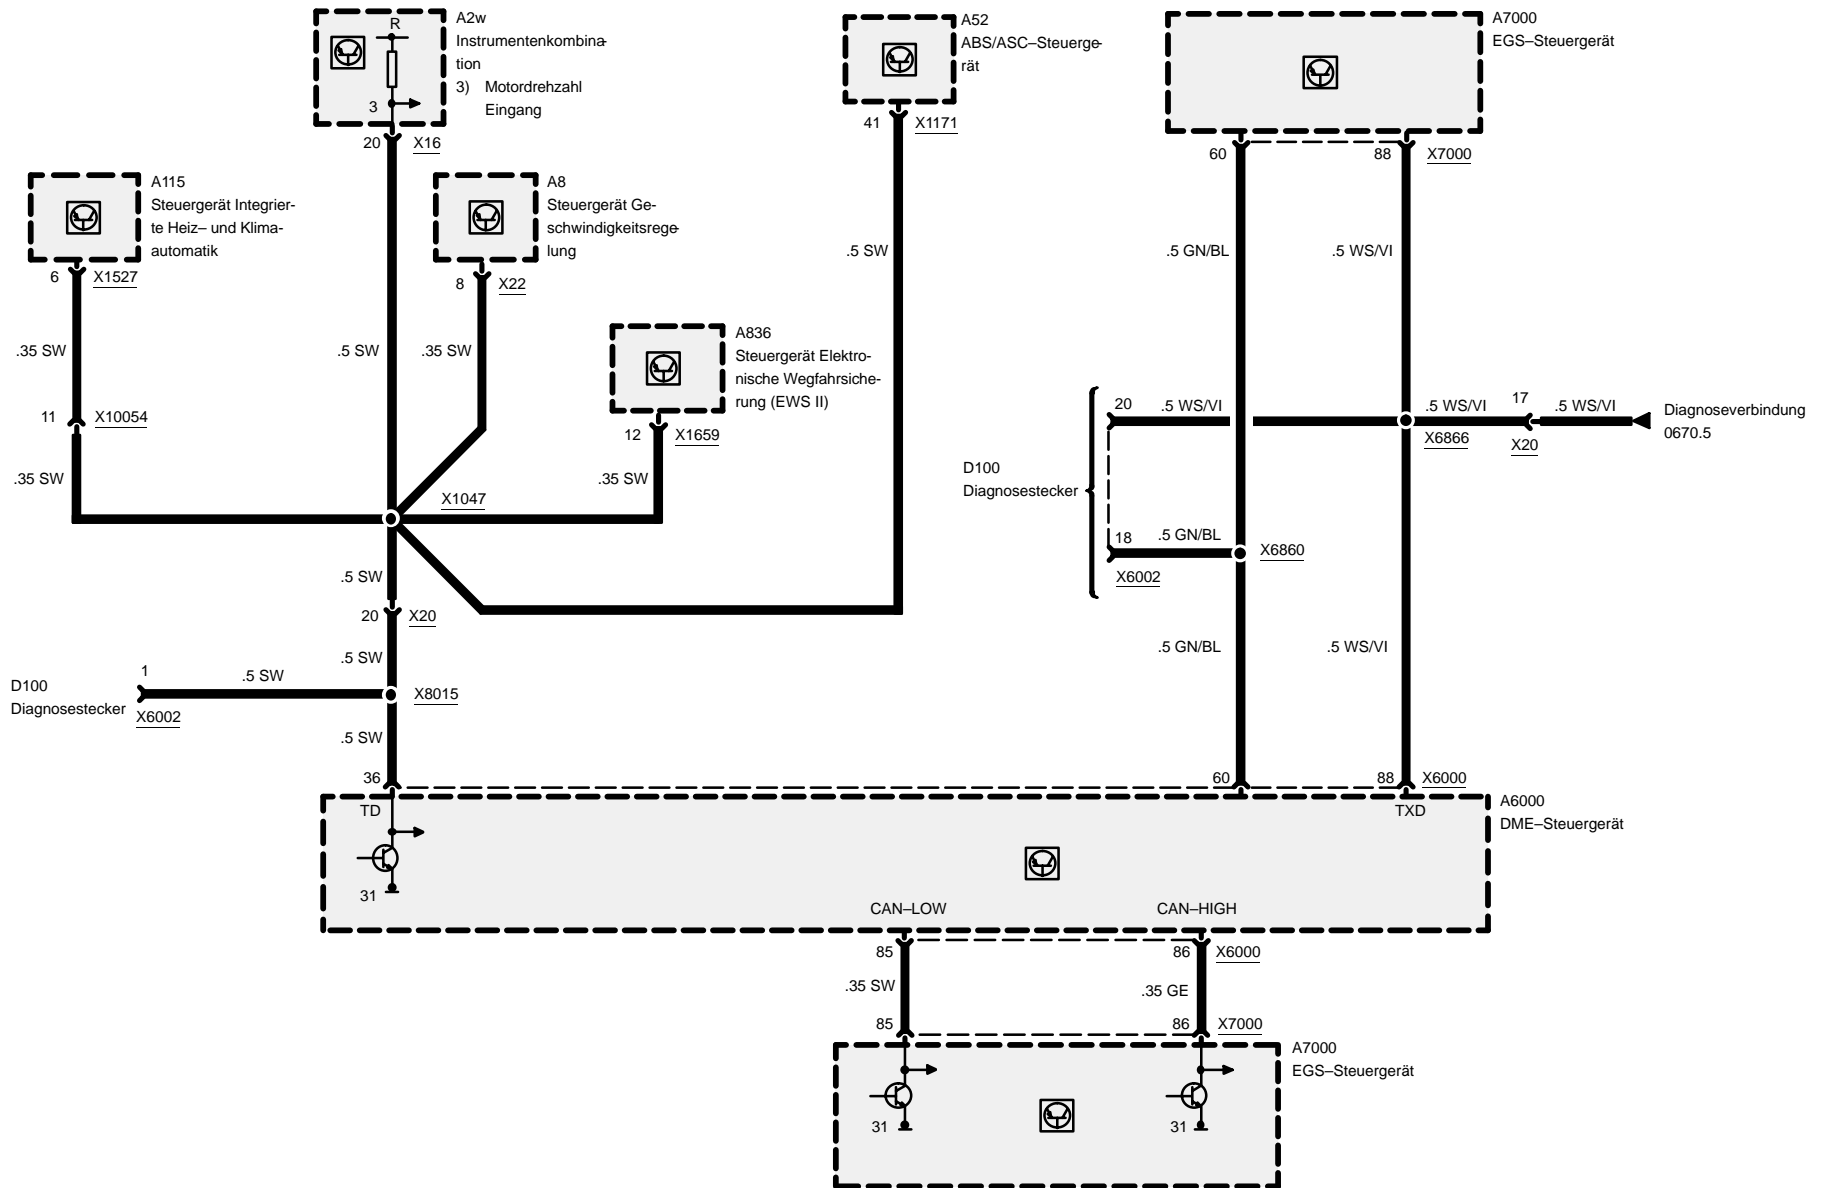 R
3
A2w
Instrumentenkombina-
tion
3) Motordrehzahl
Eingang
20
X16
A52
ABS/ASC–Steuerge-
rät
41
X1171
A7000
EGS–Steuergerät
60
88
X7000
A115
Steuergerät Integrier-
te Heiz– und Klima-
automatik
6
X1527
A8
Steuergerät Ge-
schwindigkeitsrege-
lung
8
X22
.5 SW
.5 GN/BL
.5 WS/VI
.35 SW
.5 SW
.35 SW
A836
Steuergerät Elektro-
nische Wegfahrsiche-
rung (EWS II)
12
X1659
11
X10054
20
.5 WS/VI
.5 WS/VI
17
.5 WS/VI
X6866
X20
Diagnoseverbindung
0670.5
.35 SW
.35 SW
X1047
D100
Diagnosestecker
18
.5 GN/BL
X6860
X6002
.5 SW
20
X20
.5 SW
.5 GN/BL
.5 WS/VI
D100
Diagnosestecker
1
.5 SW
X6002
X8015
.5 SW
36
60
88
X6000
TD
TXD
A6000
DME–Steuergerät
31
CAN–LOW
CAN–HIGH
85
86
X6000
.35 SW
.35 GE
85
86
X7000
A7000
EGS–Steuergerät
31
31